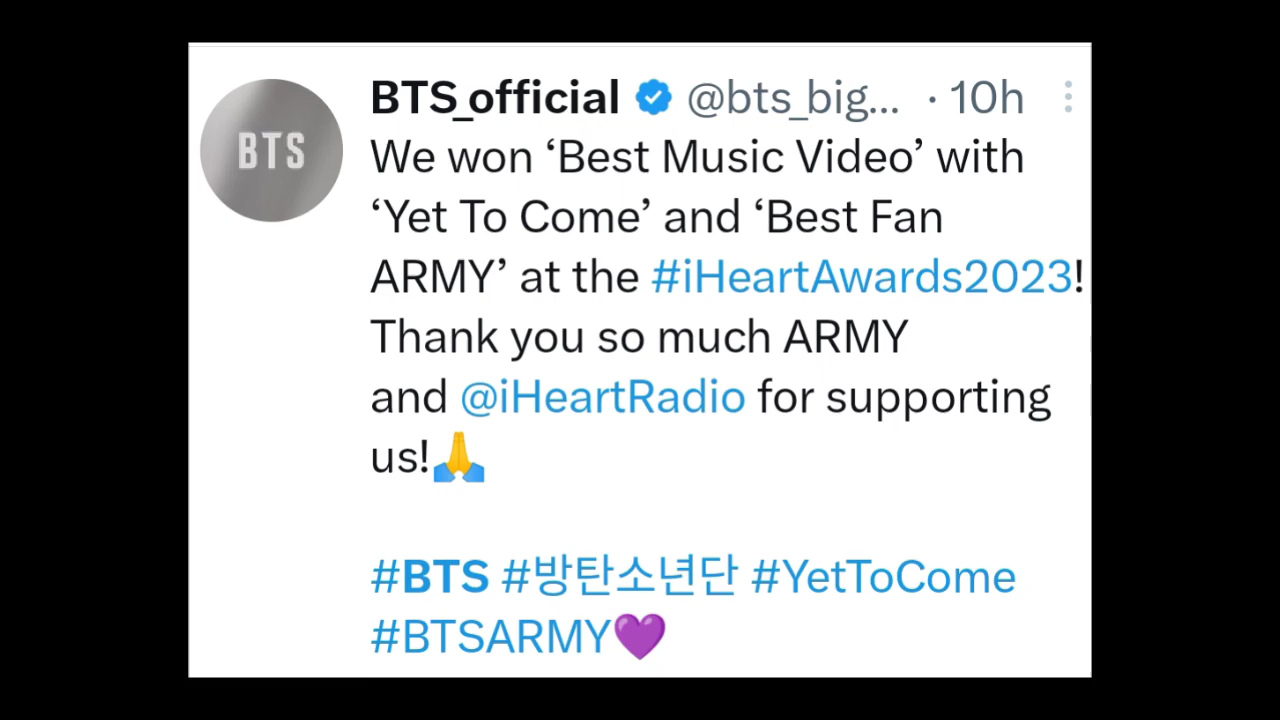 BTS
BTS_official @bts_big... · 10h
We won ‘Best Music Video’ with
‘Yet To Come’ and ‘Best Fan
ARMY’ at the #iHeartAwards2023!
Thank you so much ARMY
and @iHeartRadio for supporting
us!🙏
#BTS #방탄소년단 #YetToCome
#BTSARMY💜